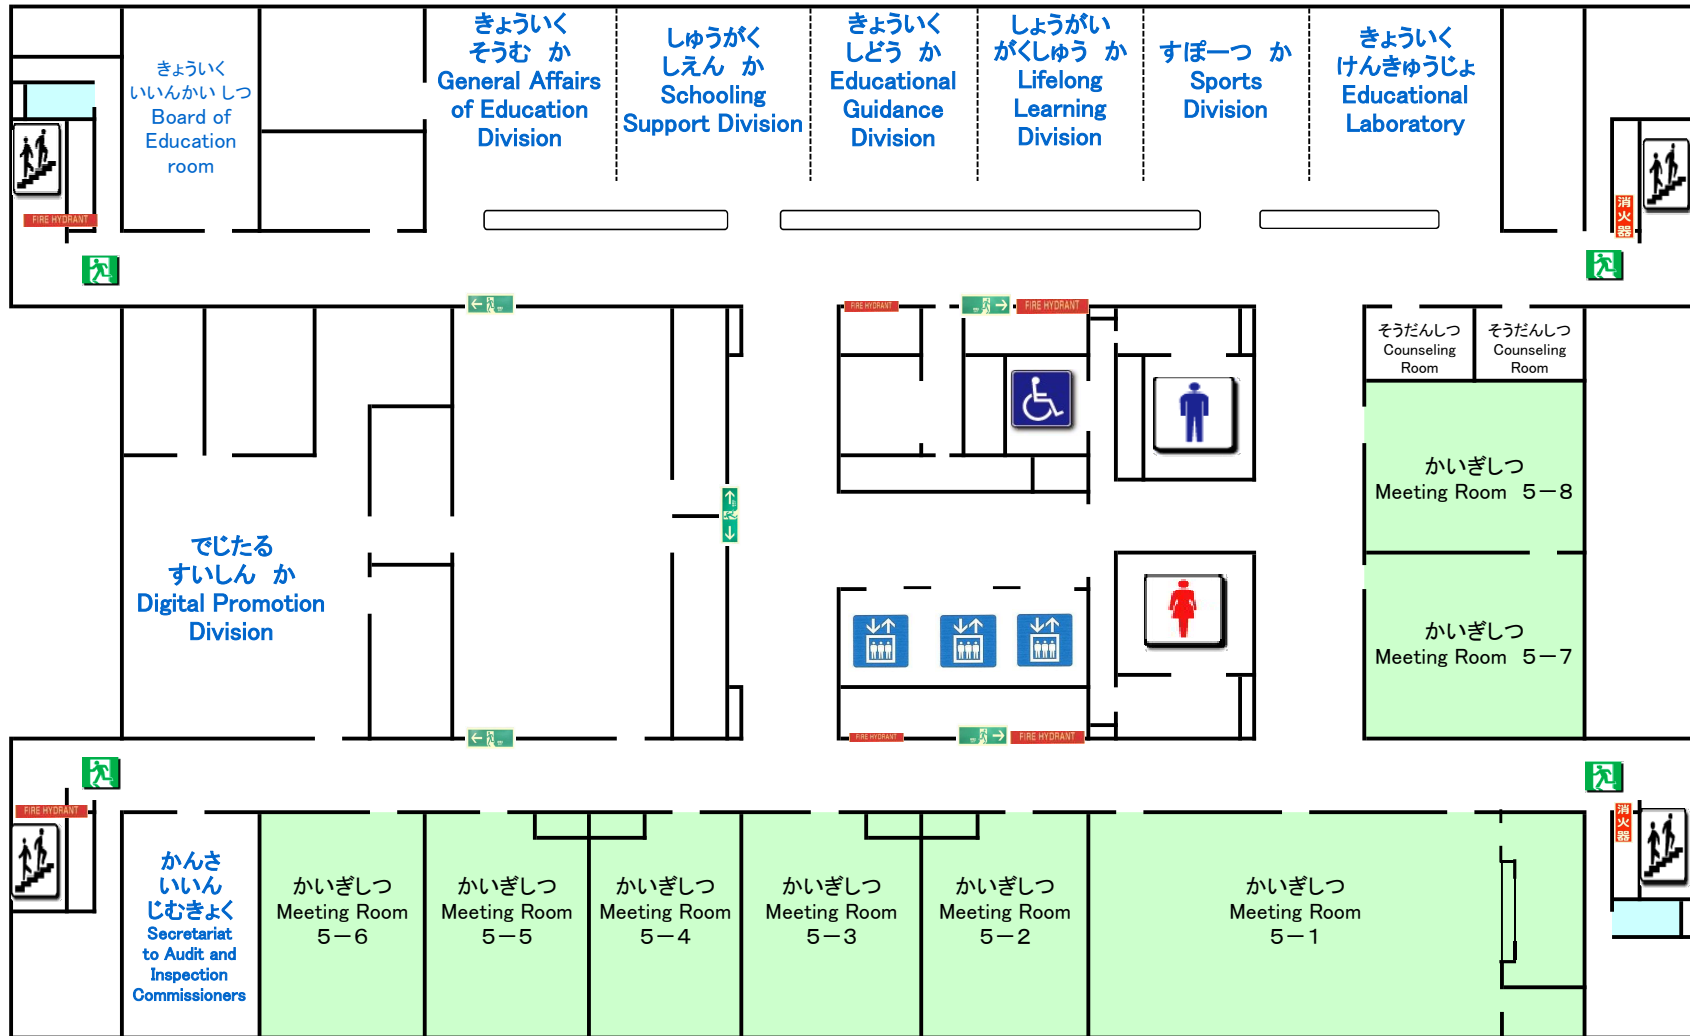 きょういく
いいんかい しつ
Board of
Education
room
きょういく
そうむ か
General Affairs
of Education
Division
しゅうがく
しえん か
Schooling
Support Division
きょういく
しどう か
Educational
Guidance
Division
しょうがい
がくしゅう か
Lifelong
Learning
Division
すぽーつ か
Sports
Division
きょういく
けんきゅうじょ
Educational
Laboratory
FIRE HYDRANT
消
火
器
FIRE HYDRANT
FIRE HYDRANT
そうだんしつ
Counseling
Room
そうだんしつ
Counseling
Room
かいぎしつ
Meeting Room 5－8
でじたる
すいしん か
Digital Promotion
Division
かいぎしつ
Meeting Room 5－7
FIRE HYDRANT
FIRE HYDRANT
FIRE HYDRANT
消
火
器
かんさ
いいん
じむきょく
Secretariat
to Audit and
Inspection
Commissioners
かいぎしつ
Meeting Room
5－6
かいぎしつ
Meeting Room
5－5
かいぎしつ
Meeting Room
5－4
かいぎしつ
Meeting Room
5－3
かいぎしつ
Meeting Room
5－2
かいぎしつ
Meeting Room
5－1